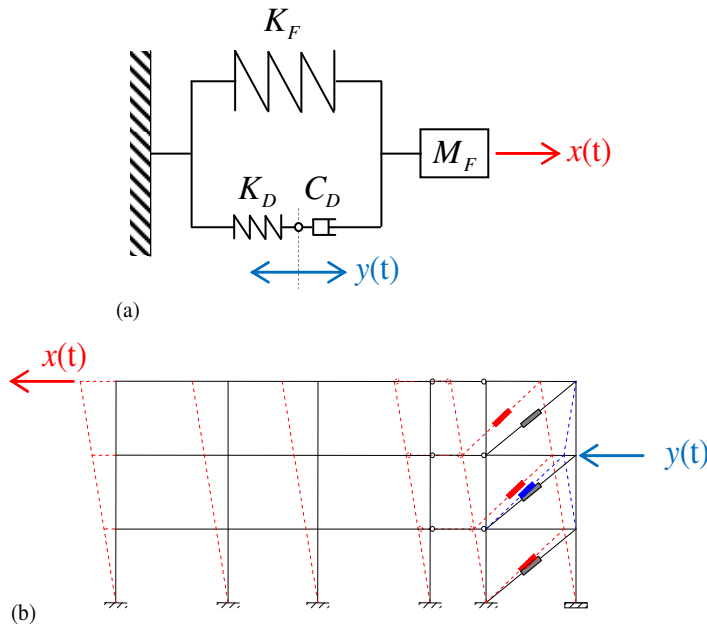 K_F
M_F
x(t)
K_D C_D
y(t)
(a)
x(t)
y(t)
(b)